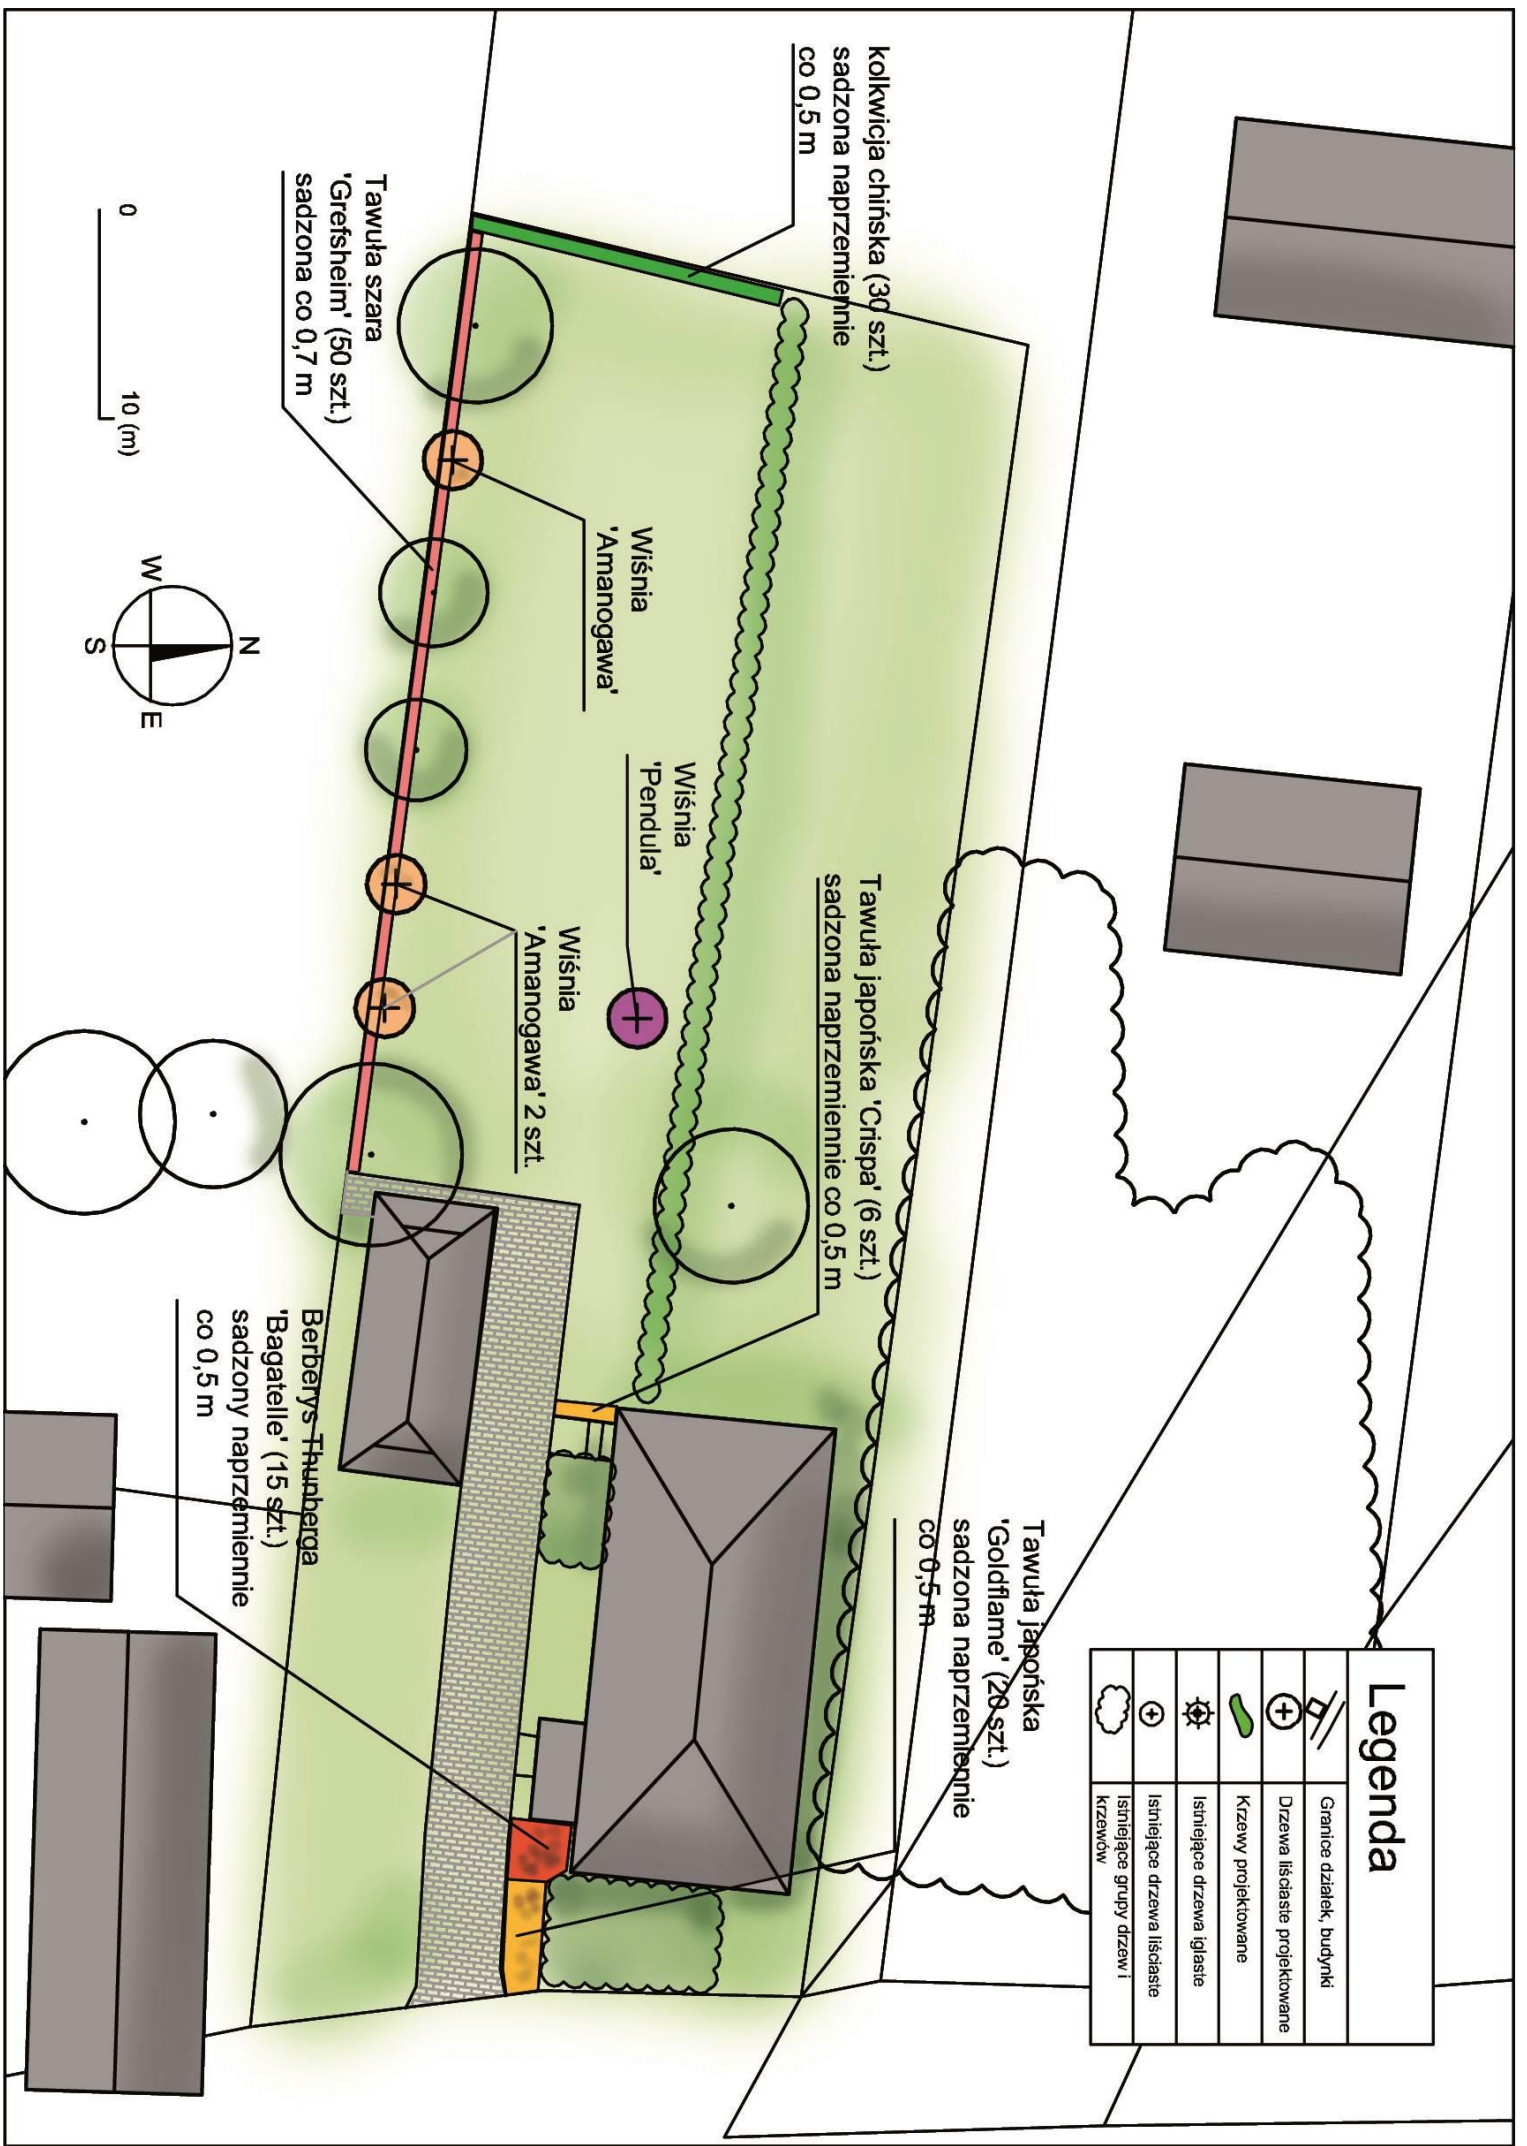 kolkwicja chińska (30 szt.)
sadzona naprzemiennie
co 0,5 m
Tawuła szara
'Grefsheim' (50 szt.)
sadzona co 0,7 m
0
10 (m)
Wiśnia
'Amanogawa'
Wiśnia
'Pendula'
Wiśnia
'Amanogawa' 2 szt.
Tawuła japońska 'Crispa' (6 szt.)
sadzona naprzemiennie co 0,5 m
N
W
E
S
Berberys Thunberga
'Bagatelle' (15 szt.)
sadzony naprzemiennie
co 0,5 m
Tawuła japońska
'Goldflame' (20 szt.)
sadzona naprzemiennie
co 0,5 m
Legenda
Granice działek, budynki
Drzewa liściaste projektowane
Krzewy projektowane
Istniejące drzewa iglaste
Istniejące drzewa liściaste
Istniejące grupy drzew i
krzewów